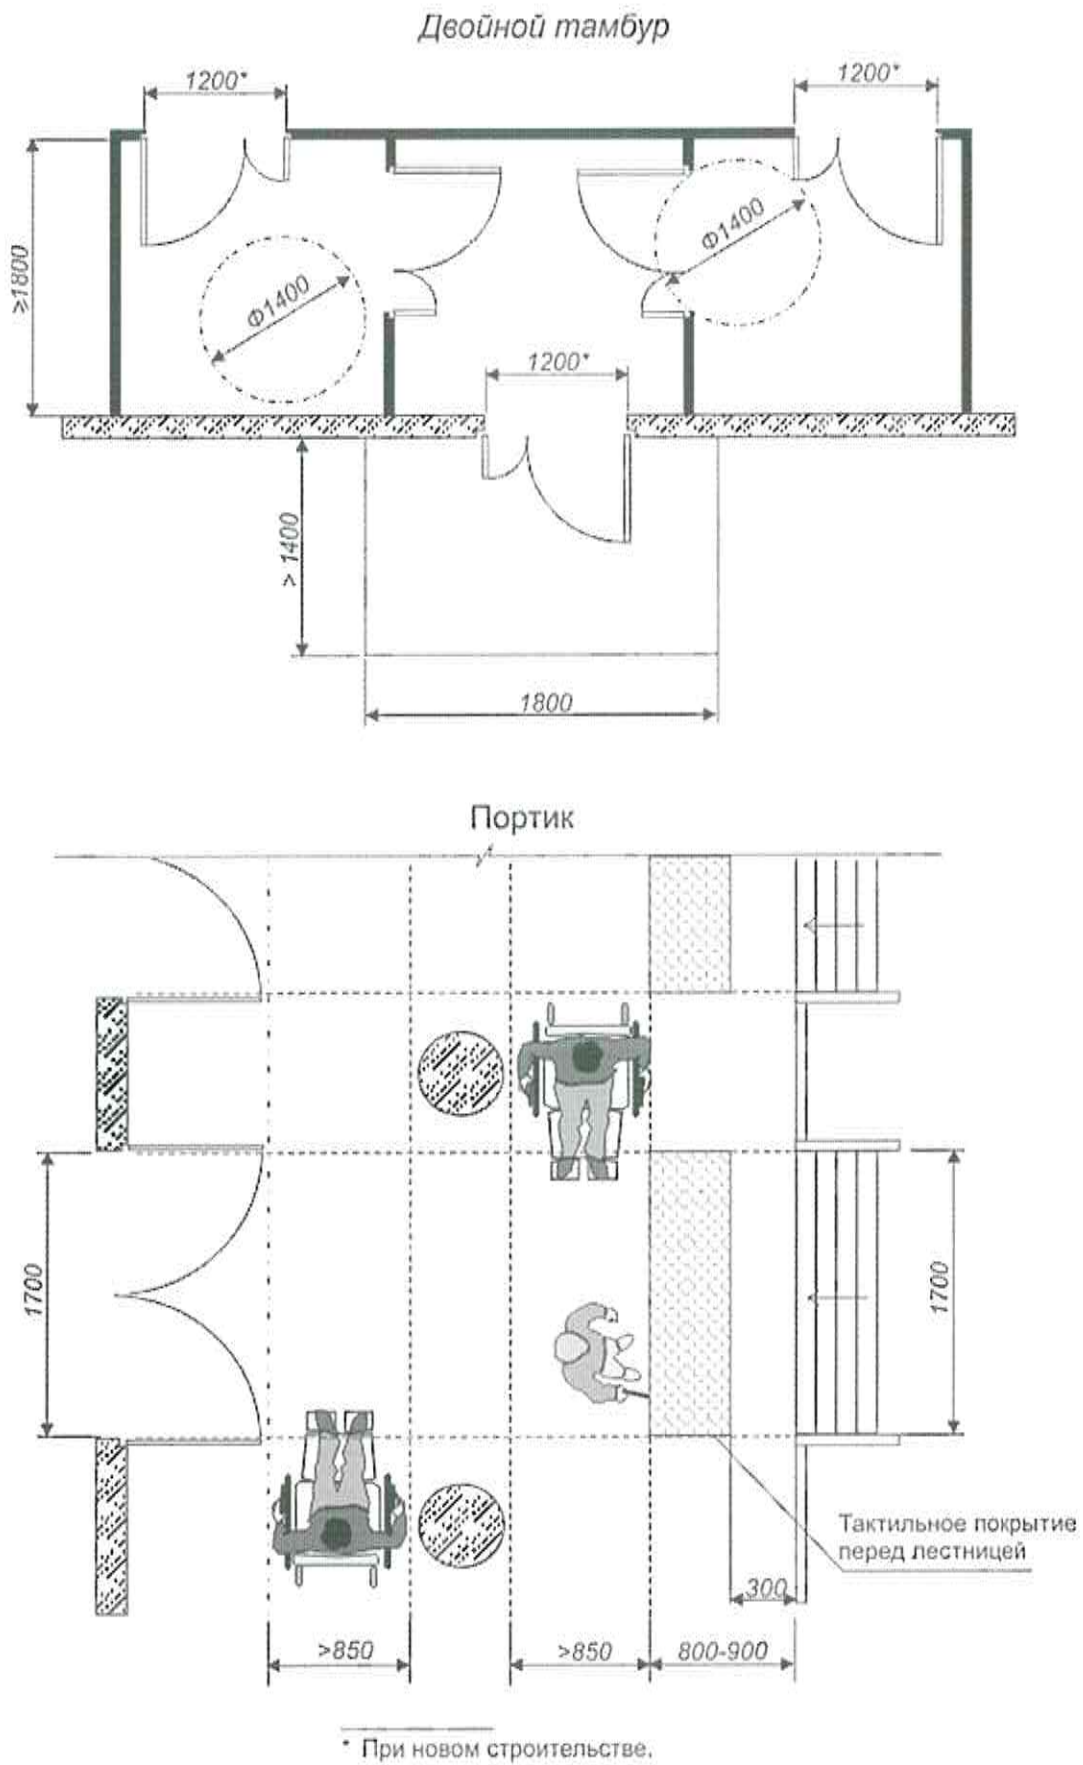 Двойной тамбур
1200*
1200*
≥1800
Ф1400
Ф1400
1200*
> 1400
1800
Портик
1700
1700
Тактильное покрытие
перед лестницей
300
>850
>850
800-900
* При новом строительстве.